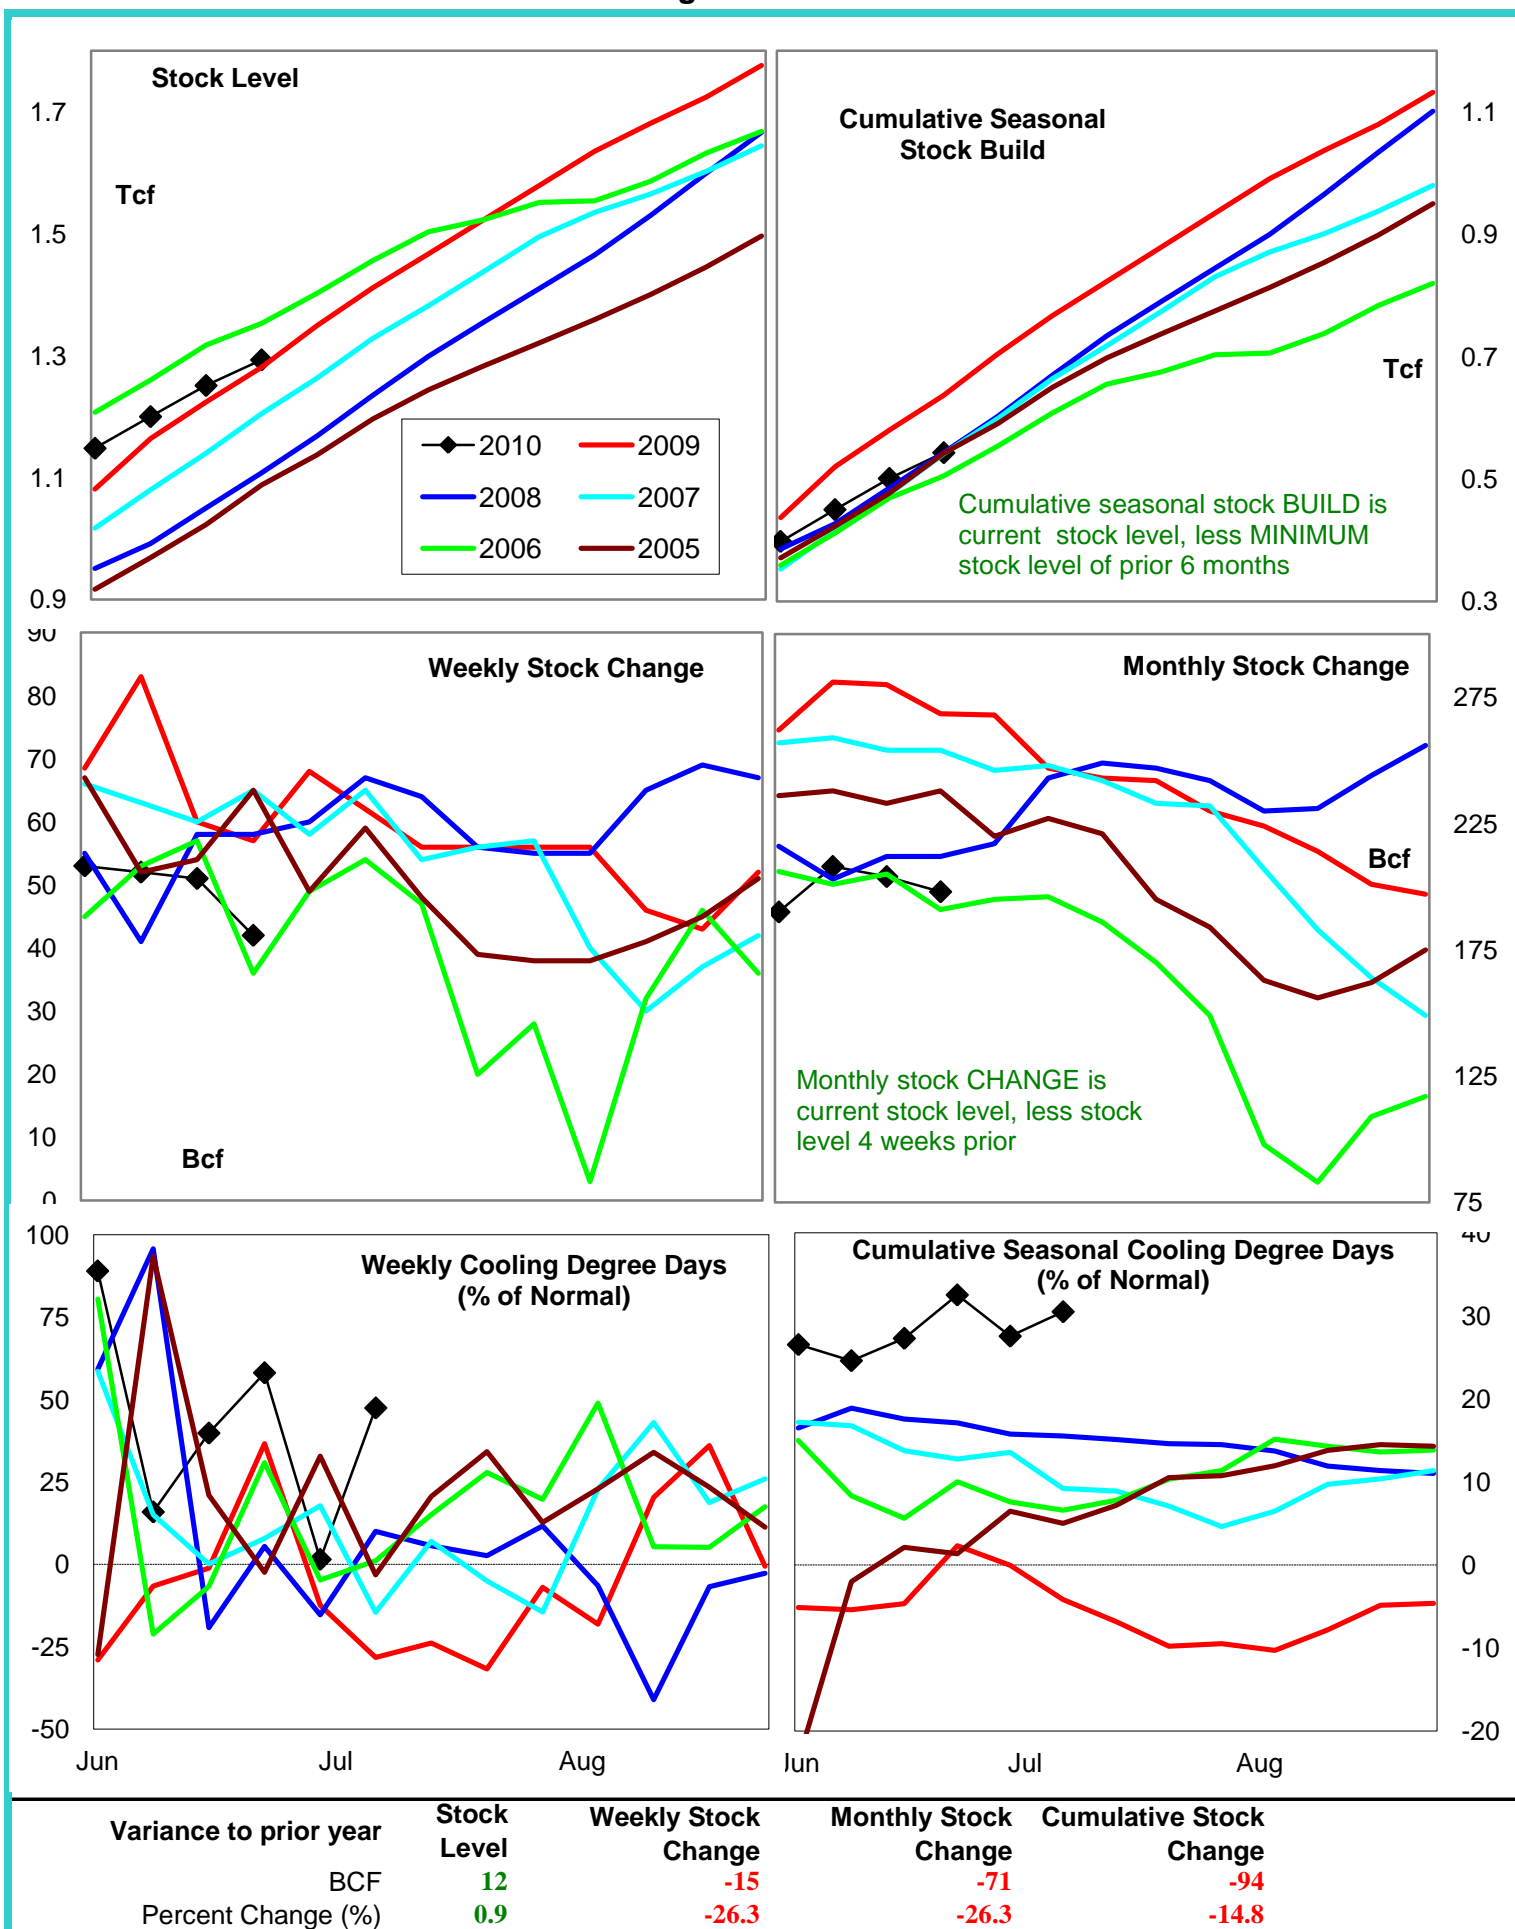 Stock Level
Tcf
1.7
1.5
1.3
1.1
0.9
2010
2009
2008
2007
2006
2005
Cumulative Seasonal
Stock Build
Tcf
1.1
0.9
0.7
0.5
0.3
Cumulative seasonal stock BUILD is
current stock level, less MINIMUM
stock level of prior 6 months
Weekly Stock Change
90
80
70
60
50
40
30
20
10
0
Bcf
Monthly Stock Change
275
225
Bcf
175
125
75
Monthly stock CHANGE is
current stock level, less stock
level 4 weeks prior
Weekly Cooling Degree Days
(% of Normal)
100
75
50
25
0
-25
-50
Jun
Jul
Aug
Cumulative Seasonal Cooling Degree Days
(% of Normal)
40
30
20
10
0
-10
-20
Jun
Jul
Aug
Variance to prior year
Stock
Level
Weekly Stock
Change
Monthly Stock
Change
Cumulative Stock
Change
BCF 12 -15 -71 -94
Percent Change (%) 0.9 -26.3 -26.3 -14.8